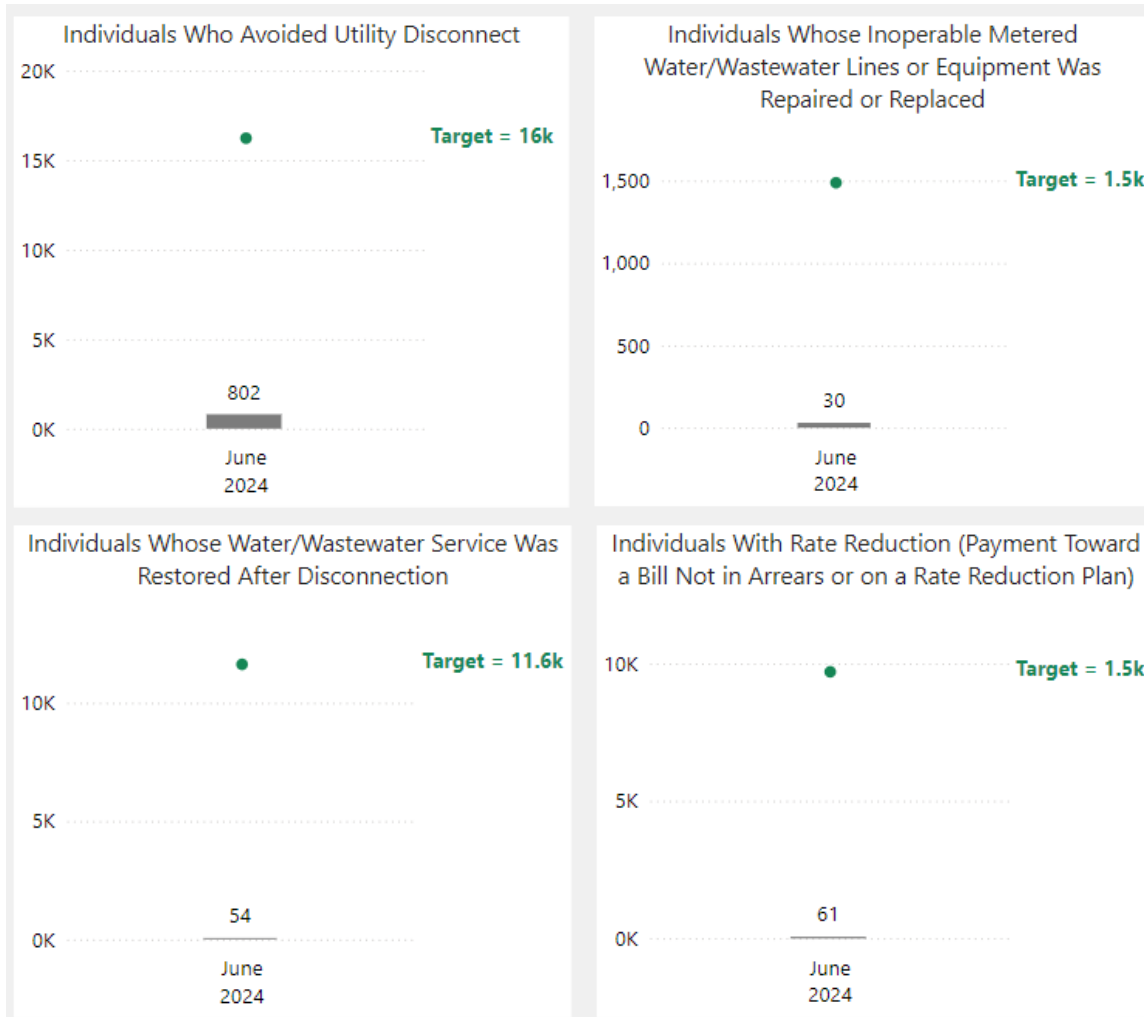 Individuals Who Avoided Utility Disconnect
20K
Target = 16k
15K
10K
5K
802
0K
June
2024
Individuals Whose Inoperable Metered
Water/Wastewater Lines or Equipment Was
Repaired or Replaced
1,500
Target = 1.5k
1,000
500
30
0
June
2024
Individuals Whose Water/Wastewater Service Was
Restored After Disconnection
Target = 11.6k
10K
5K
54
0K
June
2024
Individuals With Rate Reduction (Payment Toward
a Bill Not in Arrears or on a Rate Reduction Plan)
10K
Target = 1.5k
5K
61
0K
June
2024